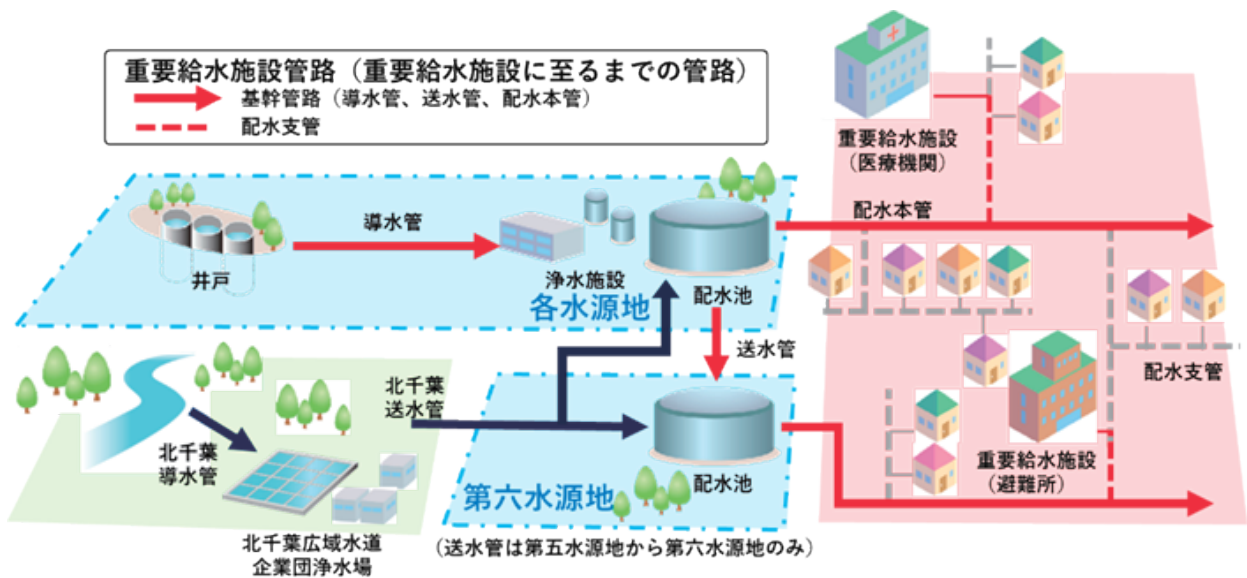 重要給水施設管路（重要給水施設に至るまでの管路）
基幹管路（導水管、送水管、配水本管）
配水支管
重要給水施設
（医療機関）
配水本管
導水管
井戸
浄水施設
配水池
各水源地
送水管
配水支管
北千葉
送水管
北千葉
導水管
配水池
第六水源地
重要給水施設
（避難所）
北千葉広域水道
企業団浄水場
（送水管は第五水源地から第六水源地のみ）